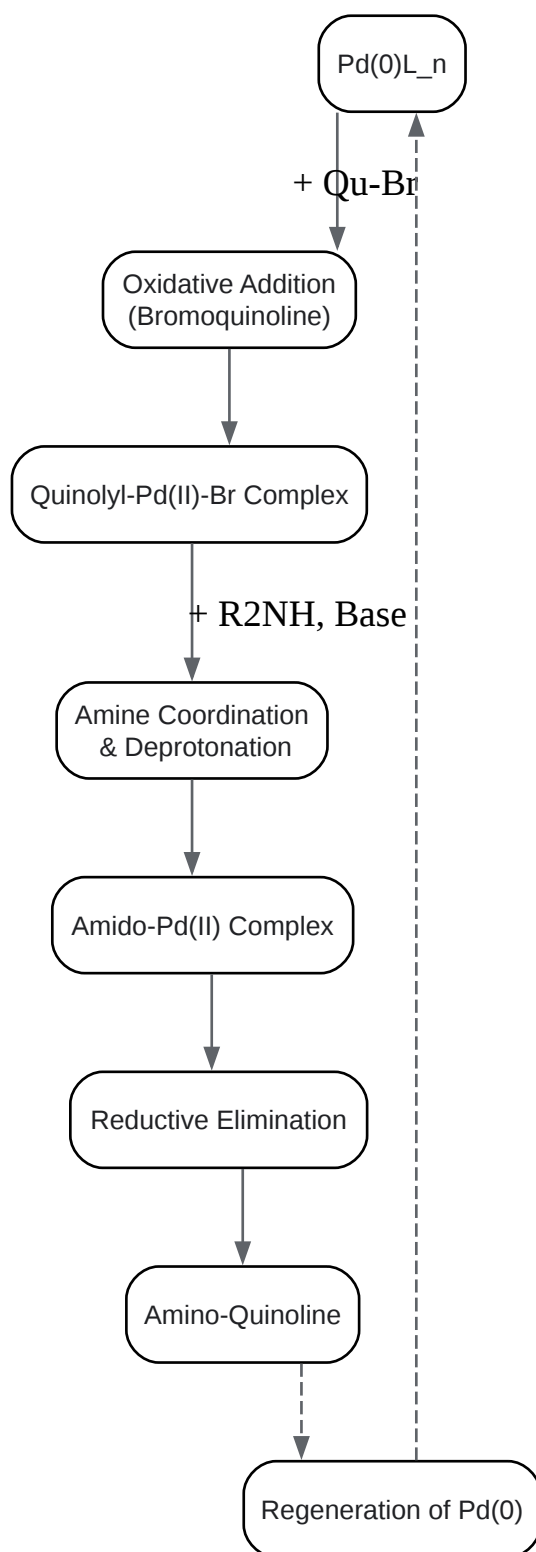 Pd(0)L_n
+ Qu-Br
Oxidative Addition
(Bromoquinoline)
Quinolyl-Pd(II)-Br Complex
+ R2NH, Base
Amine Coordination
& Deprotonation
Amido-Pd(II) Complex
Reductive Elimination
Amino-Quinoline
Regeneration of Pd(0)